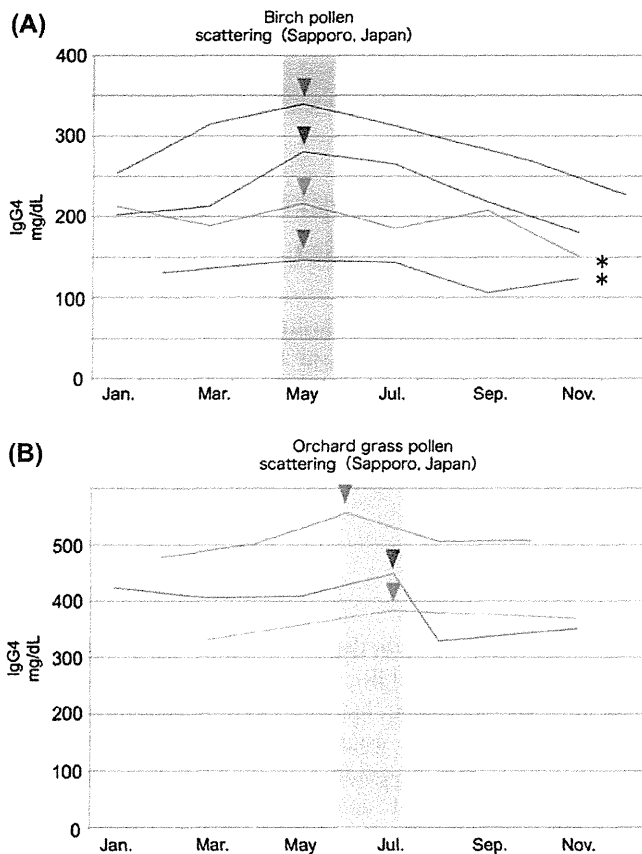 (A)
Birch pollen
scattering (Sapporo, Japan)
400
300
200
100
0
IgG4
mg/dL
*
*
Jan. Mar. May Jul. Sep. Nov.
(B)
Orchard grass pollen
scattering (Sapporo, Japan)
500
400
300
200
100
0
IgG4
mg/dL
Jan. Mar. May Jul. Sep. Nov.